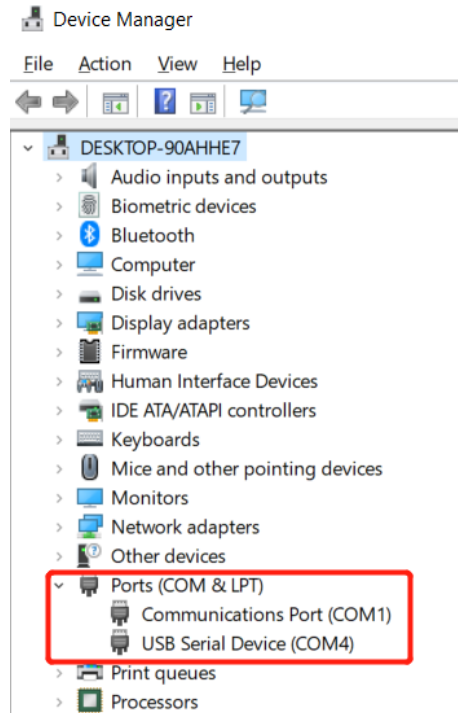 Device Manager
File Action View Help
DESKTOP-90AHHE7
Audio inputs and outputs
Biometric devices
Bluetooth
Computer
Disk drives
Display adapters
Firmware
Human Interface Devices
IDE ATA/ATAPI controllers
Keyboards
Mice and other pointing devices
Monitors
Network adapters
Other devices
Ports (COM & LPT)
Communications Port (COM1)
USB Serial Device (COM4)
Print queues
Processors